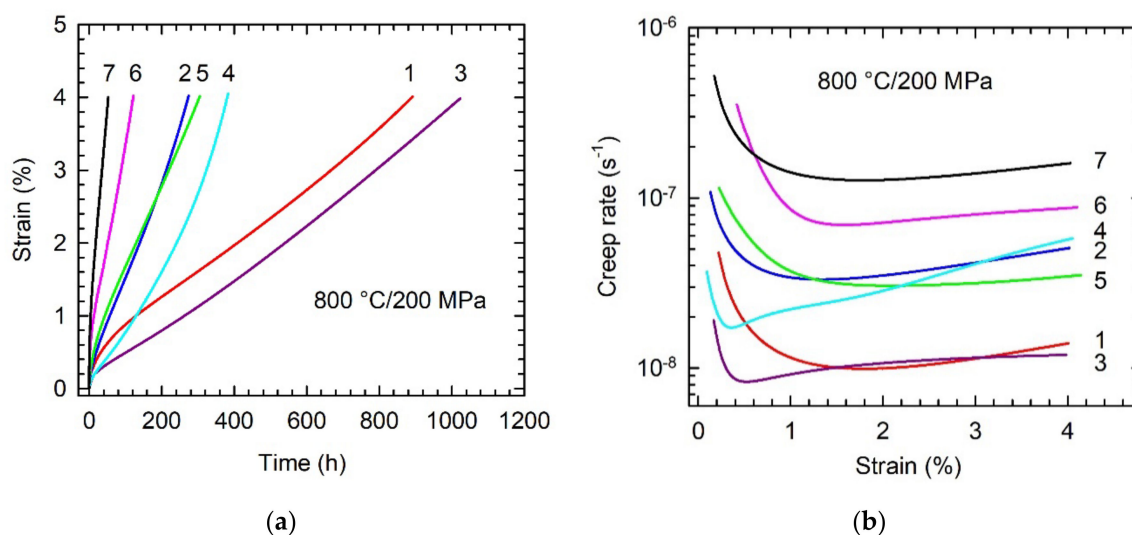 5
4
3
2
1
0
Strain (%)
7 6 2 5 4 1 3
800 °C/200 MPa
0 200 400 600 800 1000 1200
Time (h)
(a)
10⁻⁶
10⁻⁷
10⁻⁸
Creep rate (s⁻¹)
800 °C/200 MPa
7
6
4
2
5
1
3
0 1 2 3 4
Strain (%)
(b)